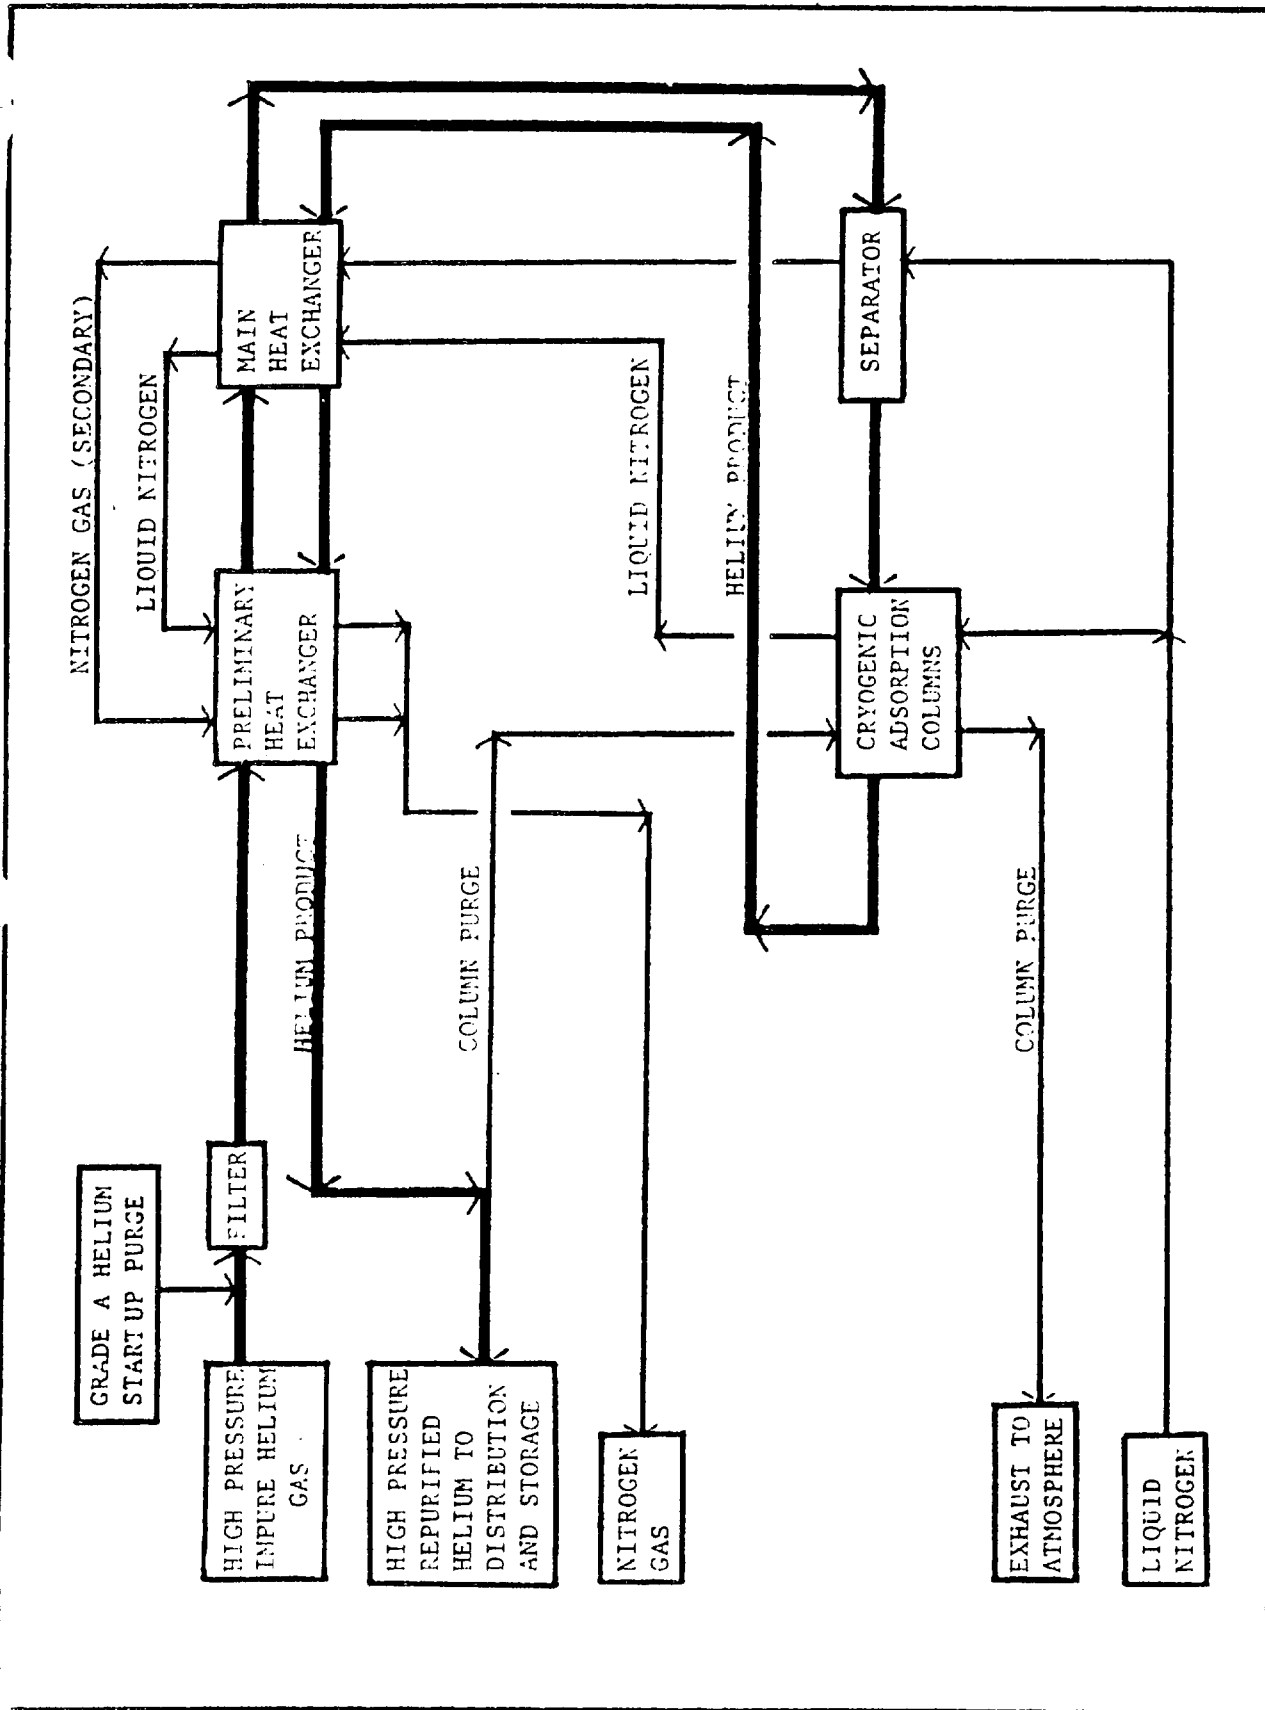 GRADE A HELIUM
STARTUP PURGE
HIGH PRESSURE
IMPURE HELIUM
GAS
FILTER
PRELIMINARY
HEAT
EXCHANGER
MAIN
HEAT
EXCHANGER
NITROGEN GAS (SECONDARY)
LIQUID NITROGEN
HELIUM PRODUCT
HIGH PRESSURE
REPURIFIED
HELIUM TO
DISTRIBUTION
AND STORAGE
COLUMN PURGE
NITROGEN
GAS
LIQUID NITROGEN
HELIUM PRODUCT
CRYOGENIC
ADSORPTION
COLUMNS
SEPARATOR
EXHAUST TO
ATMOSPHERE
COLUMN PURGE
LIQUID
NITROGEN